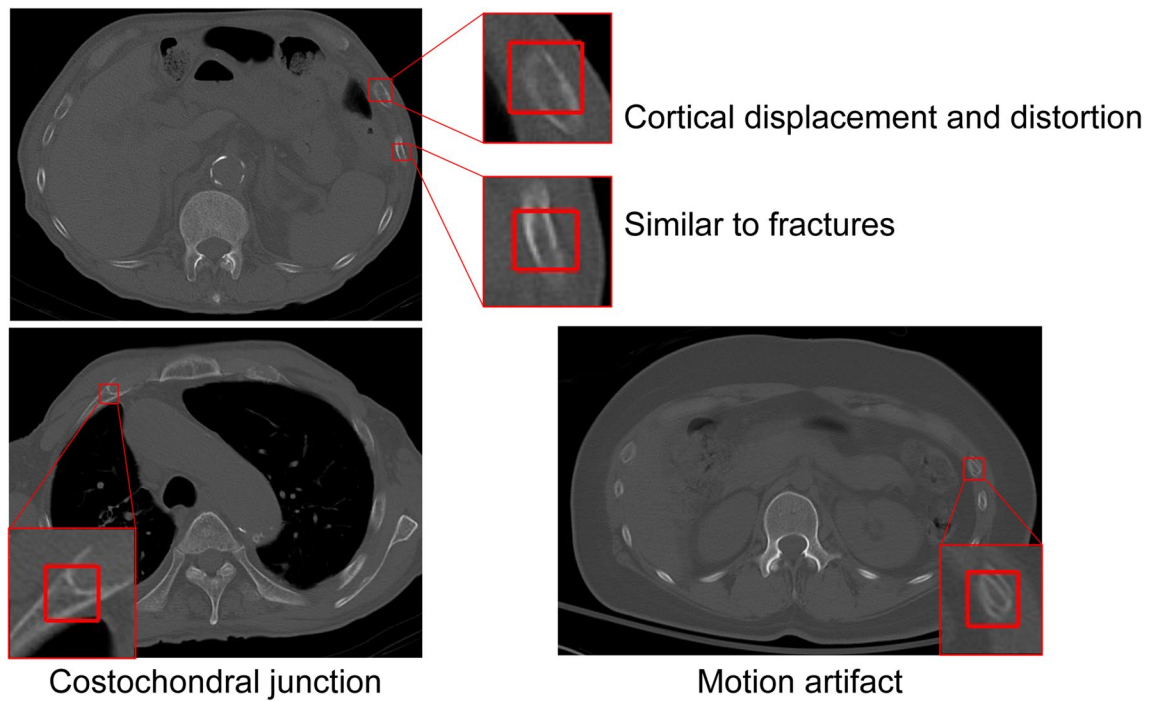 Cortical displacement and distortion
Similar to fractures
Costochondral junction
Motion artifact